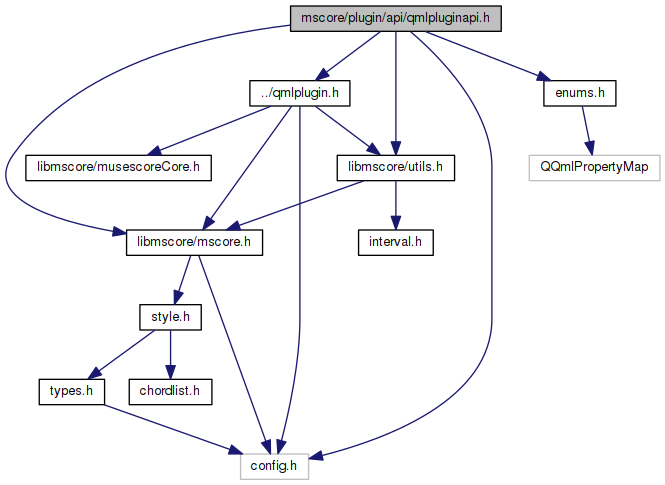 mscore/plugin/api/qmlpluginapi.h
../qmlplugin.h
enums.h
libmscore/musescoreCore.h
libmscore/utils.h
QQmlPropertyMap
libmscore/mscore.h
interval.h
style.h
types.h
chordlist.h
config.h